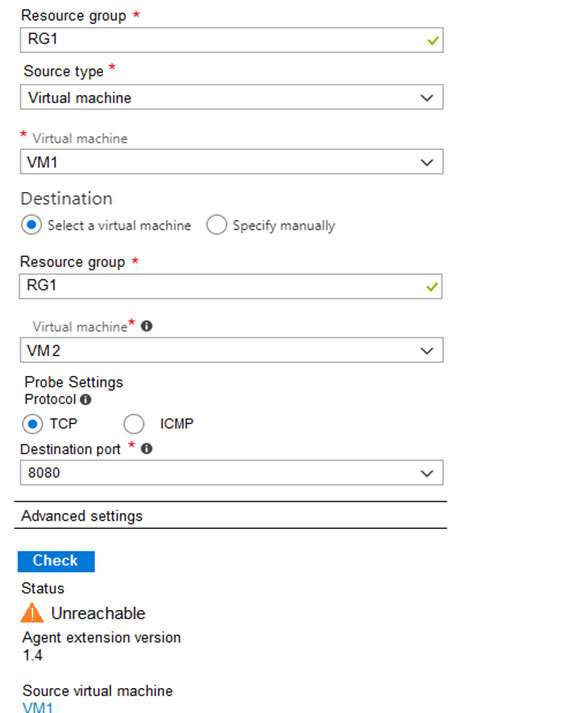 Resource group *
RG1
Source type *
Virtual machine
* Virtual machine
VM1
Destination
Select a virtual machine Specify manually
Resource group *
RG1
Virtual machine*
VM2
Probe Settings
Protocol
TCP ICMP
Destination port *
8080
Advanced settings
Check
Status
Unreachable
Agent extension version
1.4
Source virtual machine
VM1